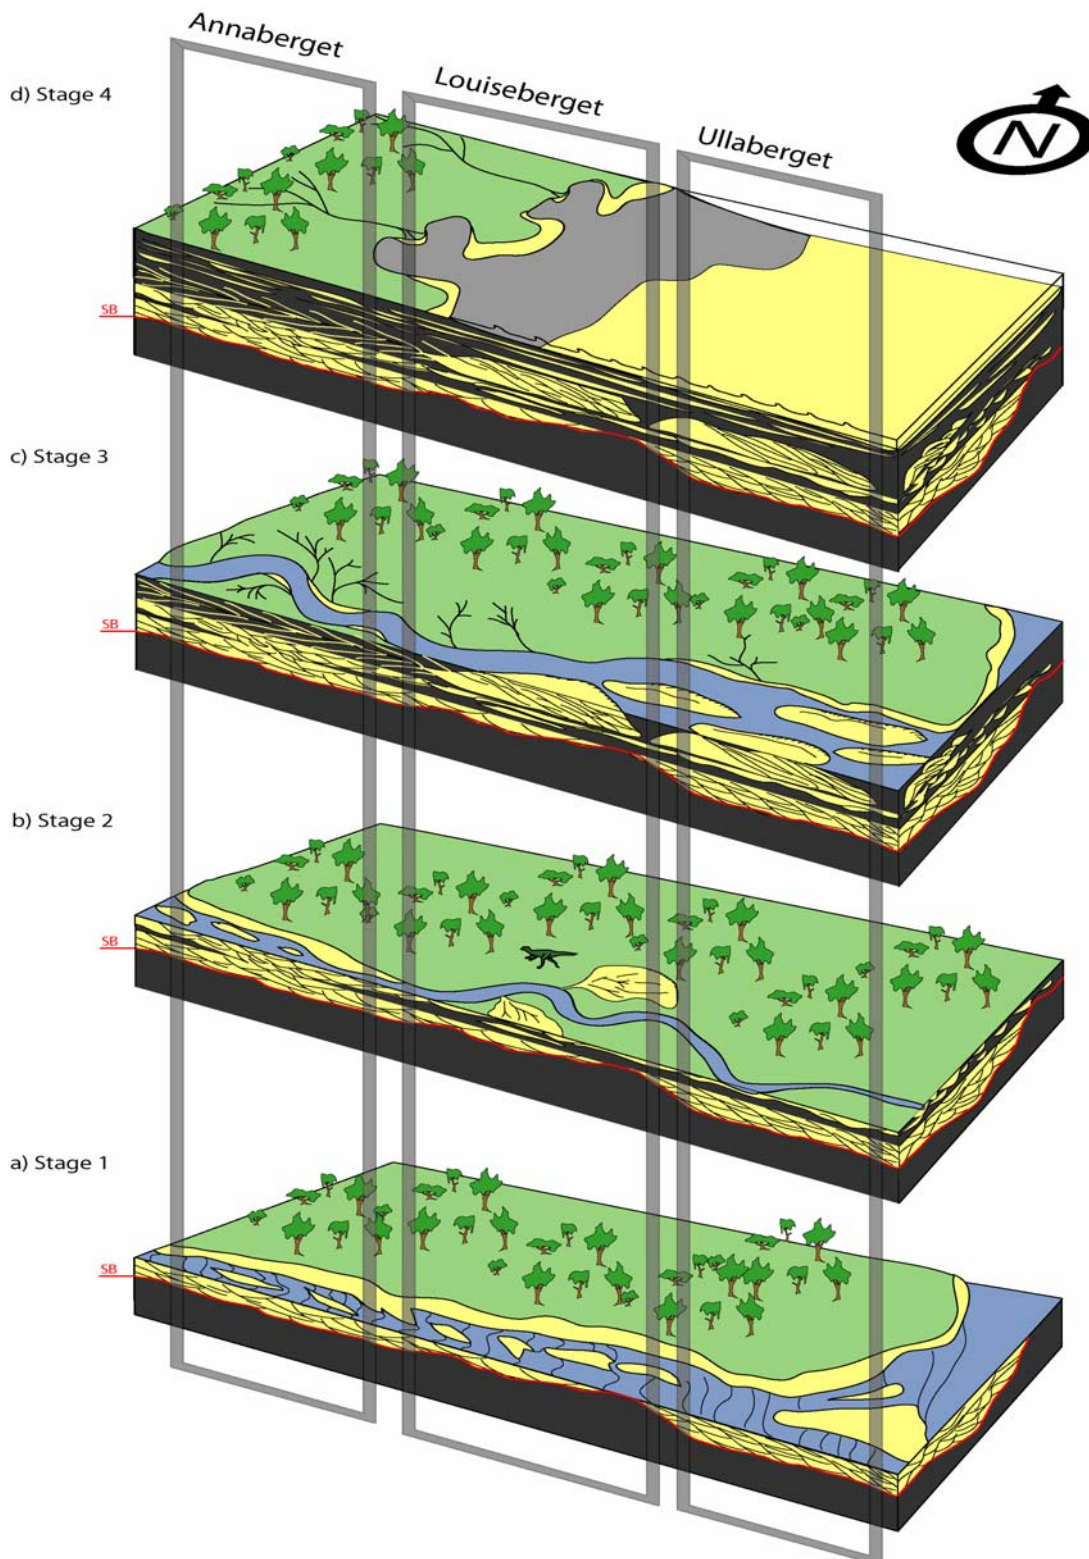 Annaberget
Louiseberget
Ullaberget
N
d) Stage 4
SB
c) Stage 3
SB
b) Stage 2
SB
a) Stage 1
SB